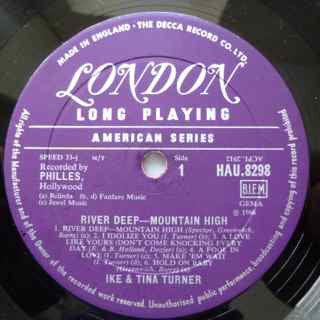 MADE IN ENGLAND · THE DECCA RECORD CO. LTD.
LONDON
LONG PLAYING
AMERICAN SERIES
SPEED 33⅓
Recorded by
PHILLES,
Hollywood
Side
1
HAU.8298
B.I.E.M.
℗ 1966
(c) Belinda (b, d) Fanfare Music
(e) Jewel Music
RIVER DEEP—MOUNTAIN HIGH
1. RIVER DEEP—MOUNTAIN HIGH (Spector, Greenwich,
Barry) 2. I IDOLIZE YOU (I. Turner) 3. A LOVE
LIKE YOURS (DON'T COME KNOCKING EVERY
DAY (E. & B. Holland, Dozier) 4. A FOOL IN
LOVE (I. Turner) 5. MAKE 'EM WAIT
(I. Turner) 6. HOLD ON BABY
(Greenwich, Barry)
IKE & TINA TURNER
All rights of the Manufacturer and of the Owner of the recorded work reserved. Unauthorised public performance, broadcasting and copying of this record prohibited.